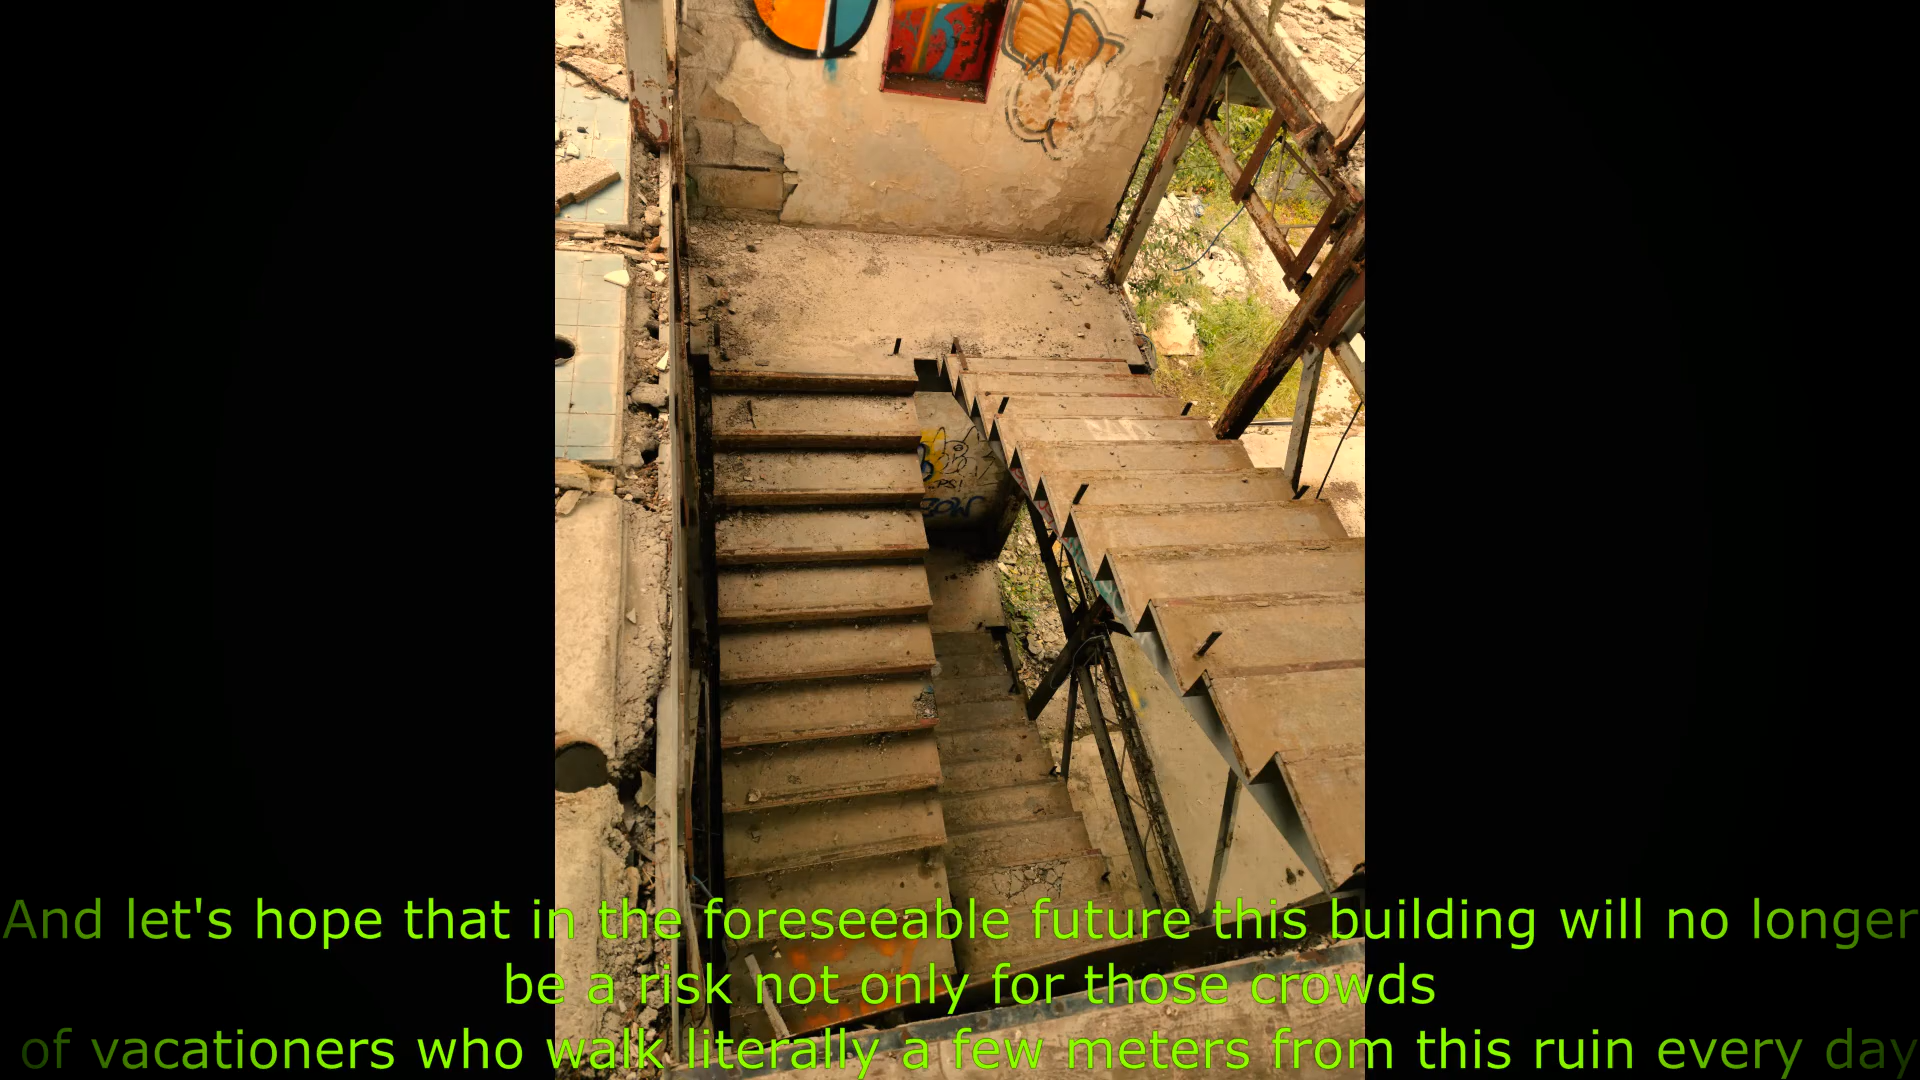 PSI
And let's hope that in the foreseeable future this building will no longer
be a risk not only for those crowds
of vacationers who walk literally a few meters from this ruin every day